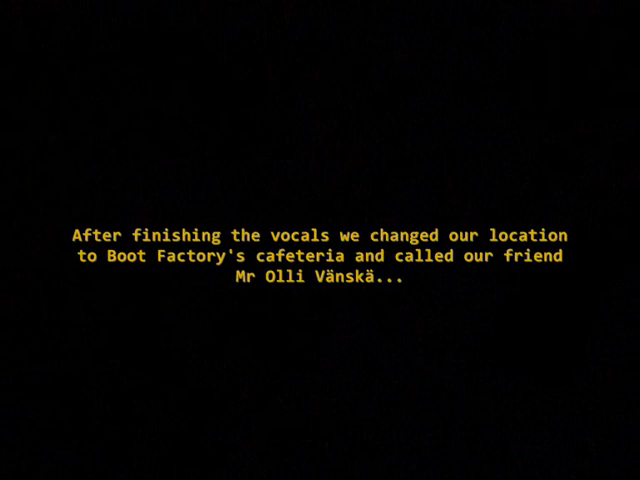 After finishing the vocals we changed our location
to Boot Factory's cafeteria and called our friend
Mr Olli Vänskä...